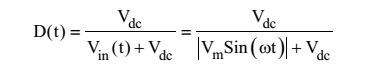 D(t) = V_dc / (V_in(t) + V_dc) = V_dc / (|V_m Sin(ωt)| + V_dc)